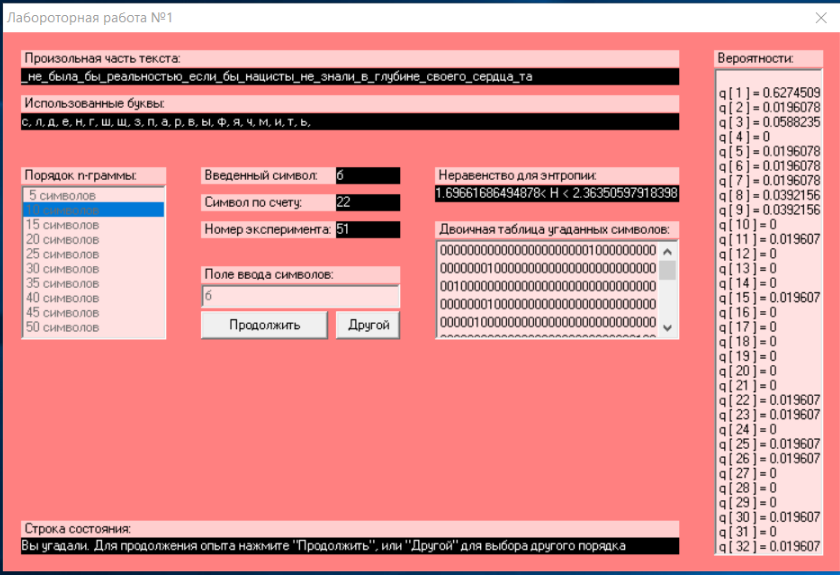 Лабороторная работа №1
Произольная часть текста:
_не_была_бы_реальностью_если_бы_нацисты_не_знали_в_глубине_своего_сердца_та
Использованные буквы:
с, л, д, е, н, г, ш, щ, з, п, а, р, в, ы, ф, я, ч, м, и, т, ь,
Порядок n-граммы:
5 символов
10 символов
15 символов
20 символов
25 символов
30 символов
35 символов
40 символов
45 символов
50 символов
Введенный символ: б
Символ по счету: 22
Номер эксперимента: 51
Поле ввода символов:
б
Продолжить
Другой
Неравенство для энтропии:
1.69661686494878< H < 2.36350597918398
Двоичная таблица угаданных символов:
00000000000000000000001000000000
00000001000000000000000000000000
00100000000000000000000000000000
00000001000000000000000000000000
00000100000000000000000000000000
Вероятности:
q[ 1 ] = 0.6274509
q[ 2 ] = 0.0196078
q[ 3 ] = 0.0588235
q[ 4 ] = 0
q[ 5 ] = 0.0196078
q[ 6 ] = 0.0196078
q[ 7 ] = 0.0196078
q[ 8 ] = 0.0392156
q[ 9 ] = 0.0392156
q[ 10 ] = 0
q[ 11 ] = 0.019607
q[ 12 ] = 0
q[ 13 ] = 0
q[ 14 ] = 0
q[ 15 ] = 0.019607
q[ 16 ] = 0
q[ 17 ] = 0
q[ 18 ] = 0
q[ 19 ] = 0
q[ 20 ] = 0
q[ 21 ] = 0
q[ 22 ] = 0.019607
q[ 23 ] = 0.019607
q[ 24 ] = 0
q[ 25 ] = 0.019607
q[ 26 ] = 0.019607
q[ 27 ] = 0
q[ 28 ] = 0
q[ 29 ] = 0
q[ 30 ] = 0.019607
q[ 31 ] = 0
q[ 32 ] = 0.019607
Строка состояния:
Вы угадали. Для продолжения опыта нажмите "Продолжить", или "Другой" для выбора другого порядка